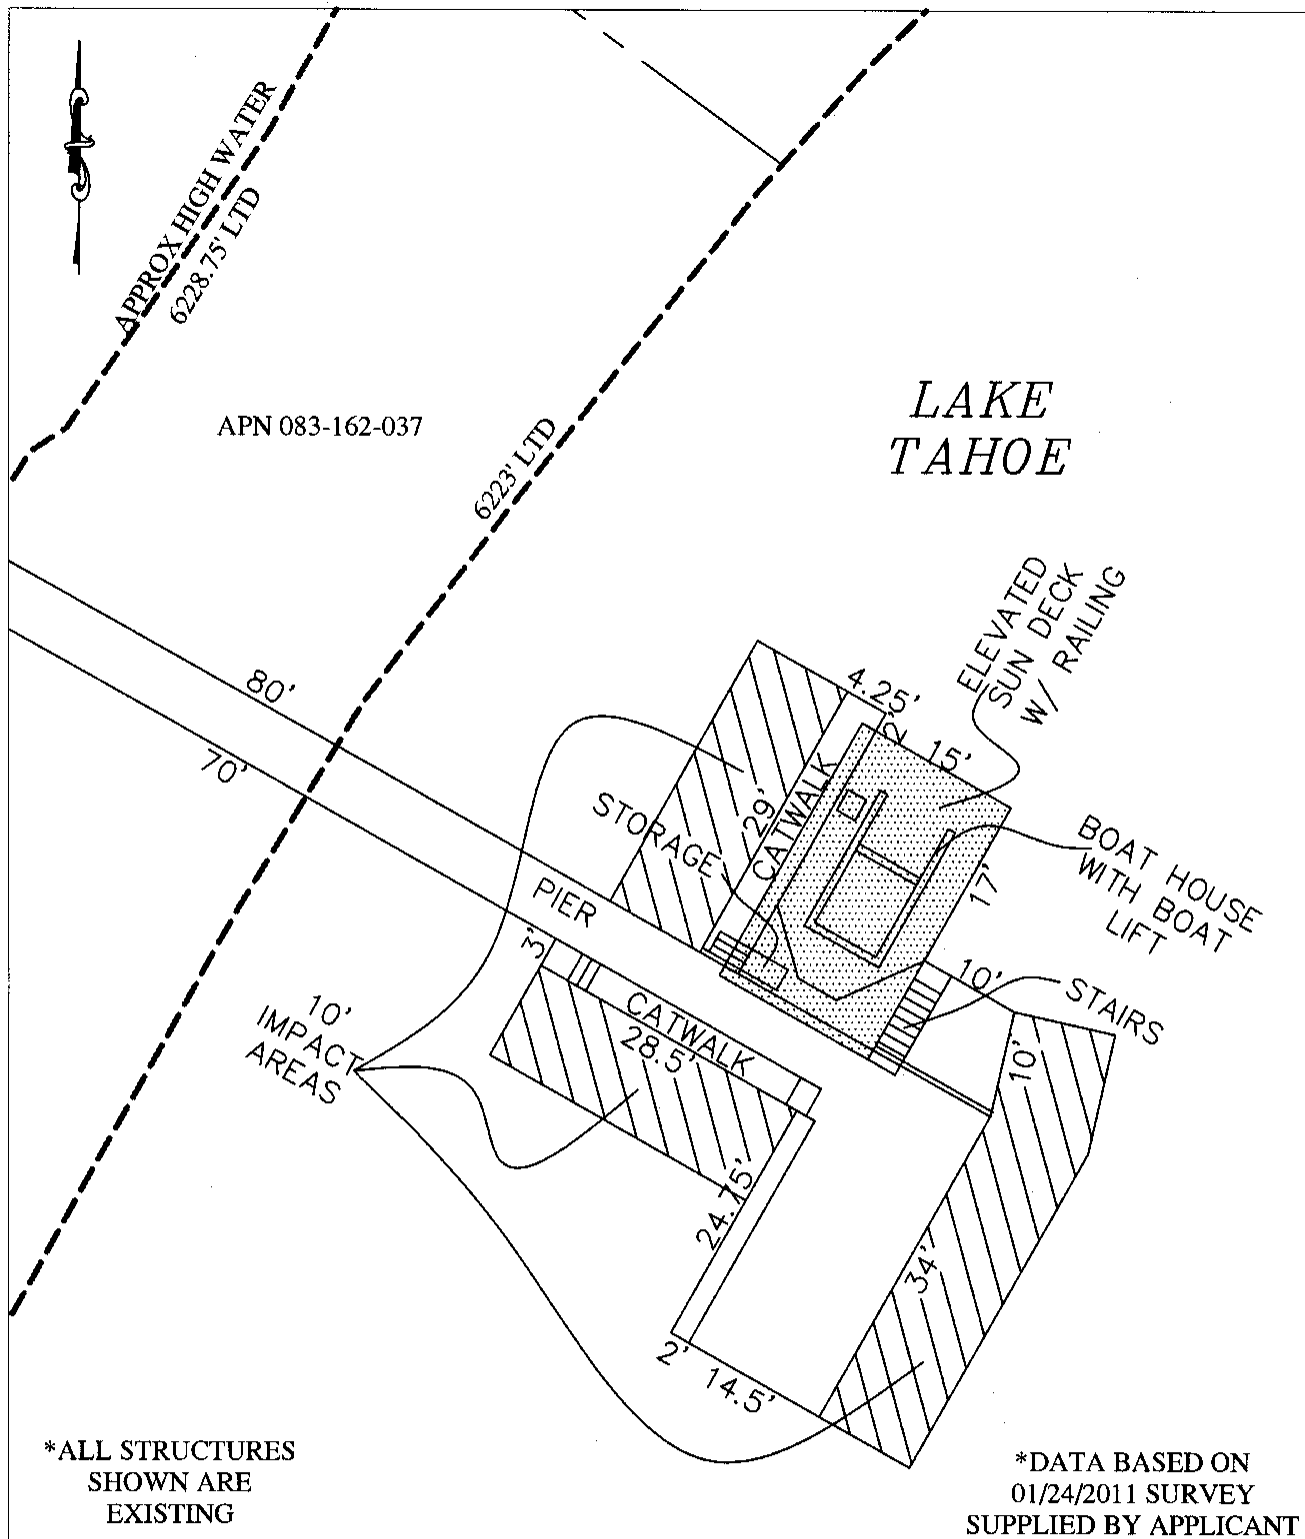 APPROX HIGH WATER
6228.75' LTD
APN 083-162-037
6223' LTD
LAKE
TAHOE
ELEVATED
SUN DECK
W/ RAILING
80'
70'
4.25'
2'
15'
STORAGE
29'
CATWALK
17'
BOAT HOUSE
WITH BOAT
LIFT
PIER
3'
10'
STAIRS
10'
IMPACT
AREAS
CATWALK
28.5'
10'
24.75'
34'
2'
14.5'
*ALL STRUCTURES
SHOWN ARE
EXISTING
*DATA BASED ON
01/24/2011 SURVEY
SUPPLIED BY APPLICANT